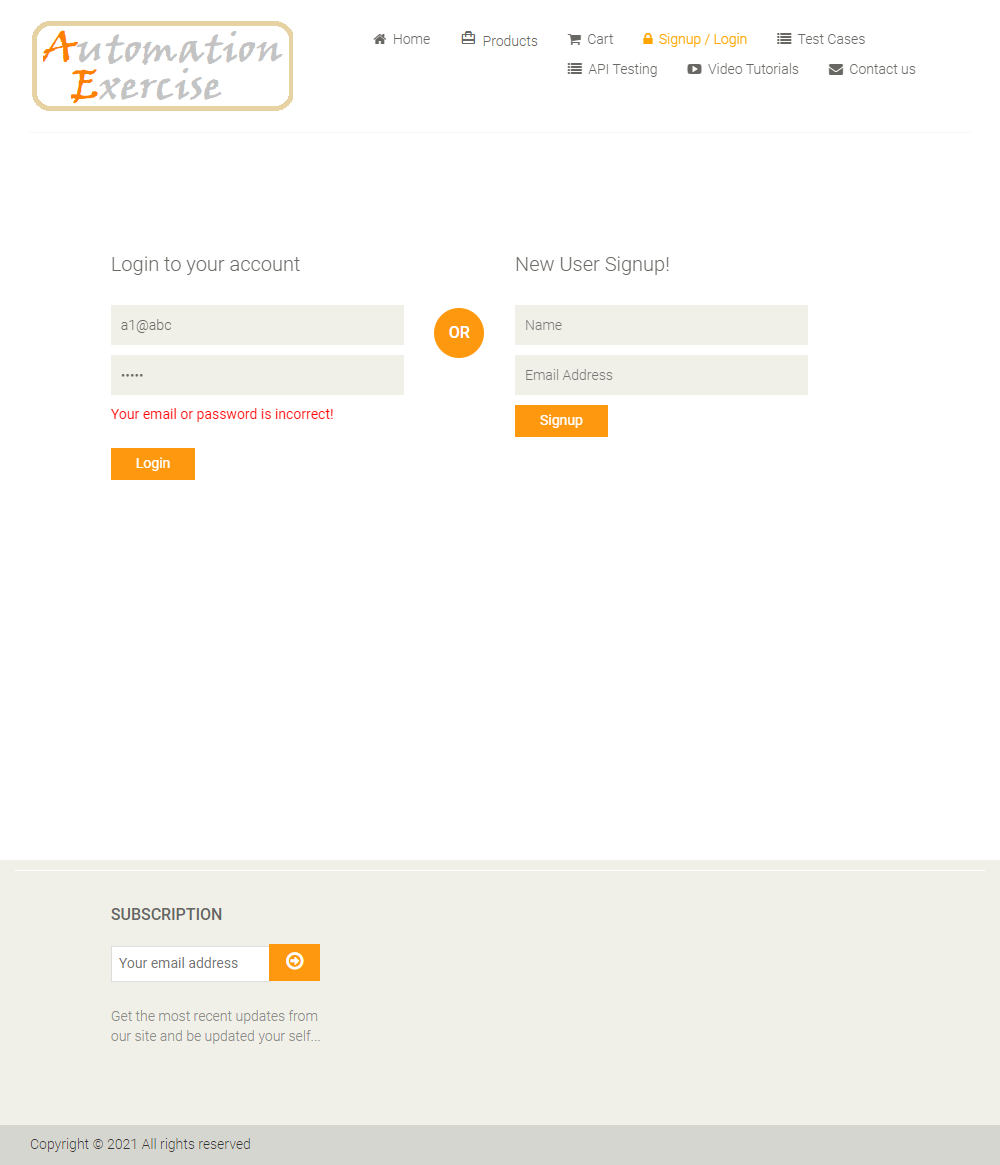 Automation
Exercise
Home
Products
Cart
Signup / Login
Test Cases
API Testing
Video Tutorials
Contact us
Login to your account
a1@abc
•••••
Your email or password is incorrect!
Login
OR
New User Signup!
Name
Email Address
Signup
SUBSCRIPTION
Your email address
Get the most recent updates from
our site and be updated your self...
Copyright © 2021 All rights reserved